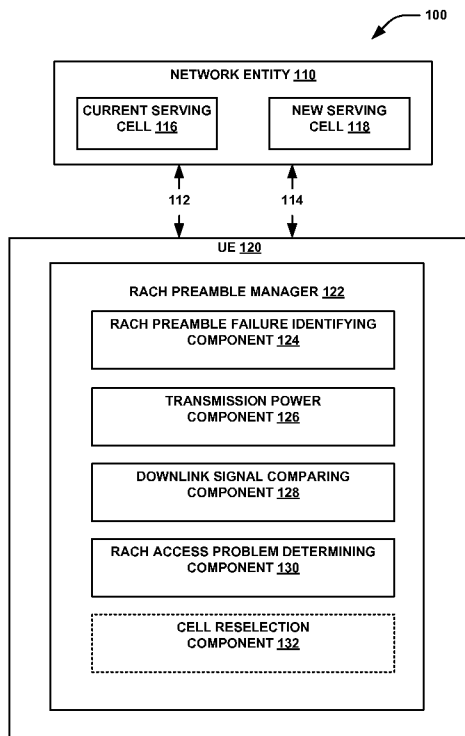 100
NETWORK ENTITY 110
CURRENT SERVING
CELL 116
NEW SERVING
CELL 118
112
114
UE 120
RACH PREAMBLE MANAGER 122
RACH PREAMBLE FAILURE IDENTIFYING
COMPONENT 124
TRANSMISSION POWER
COMPONENT 126
DOWNLINK SIGNAL COMPARING
COMPONENT 128
RACH ACCESS PROBLEM DETERMINING
COMPONENT 130
CELL RESELECTION
COMPONENT 132